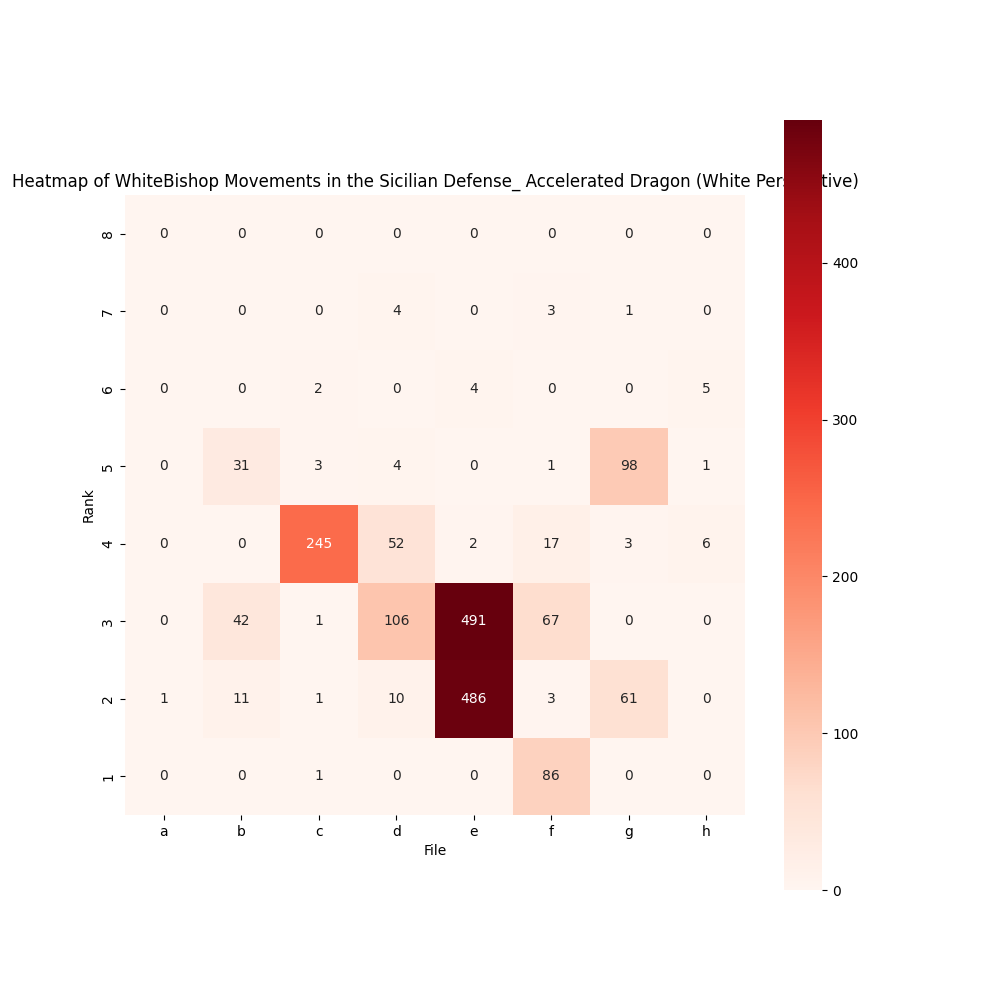 Heatmap of WhiteBishop Movements in the Sicilian Defense_ Accelerated Dragon (White Pers tive)
8 0 0 0 0 0 0 0 0
400
7 0 0 0 4 0 3 1 0
6 0 0 2 0 4 0 0 5
300
5 0 31 3 4 0 1 98 1
Rank
4 0 0 245 52 2 17 3 6
200
3 0 42 1 106 491 67 0 0
2 1 11 1 10 486 3 61 0
100
1 0 0 1 0 0 86 0 0
a b c d e f g h
File
0